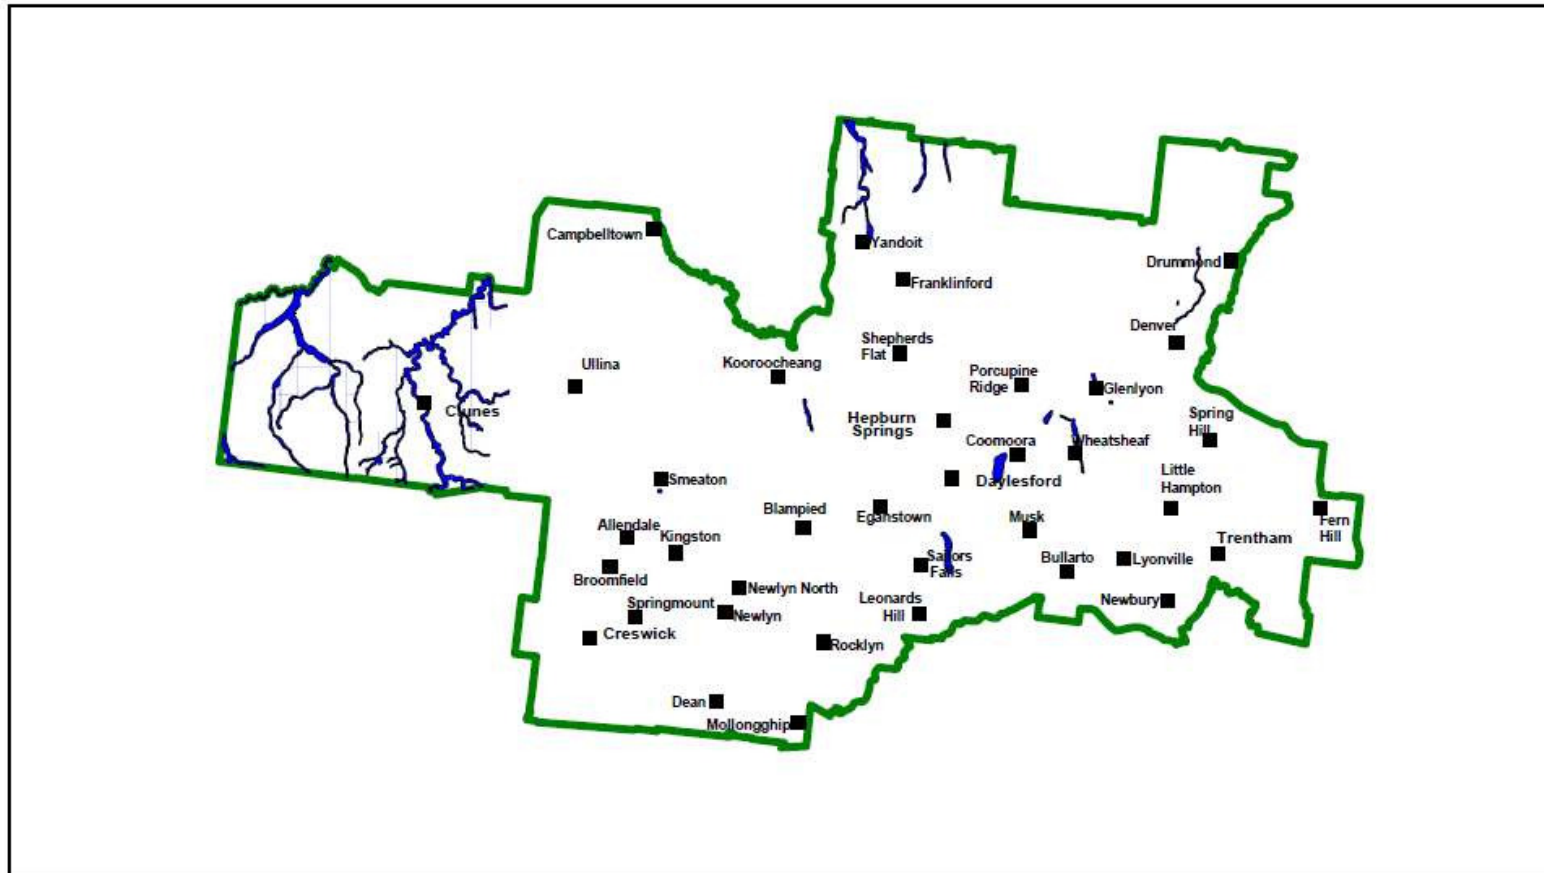 Campbelltown
Yandoit
Drummond
Franklinford
Denver
Shepherds
Flat
Ullina
Kooroocheang
Porcupine
Ridge
Glenlyon
Clunes
Hepburn
Springs
Spring
Hill
Coomoora
Wheatsheaf
Smeaton
Daylesford
Little
Hampton
Blampied
Eganstown
Musk
Fern
Hill
Allendale
Kingston
Trentham
Broomfield
Sailors
Falls
Bullarto
Lyonville
Newlyn North
Springmount
Newlyn
Leonards
Hill
Newbury
Creswick
Rocklyn
Dean
Mollongghip